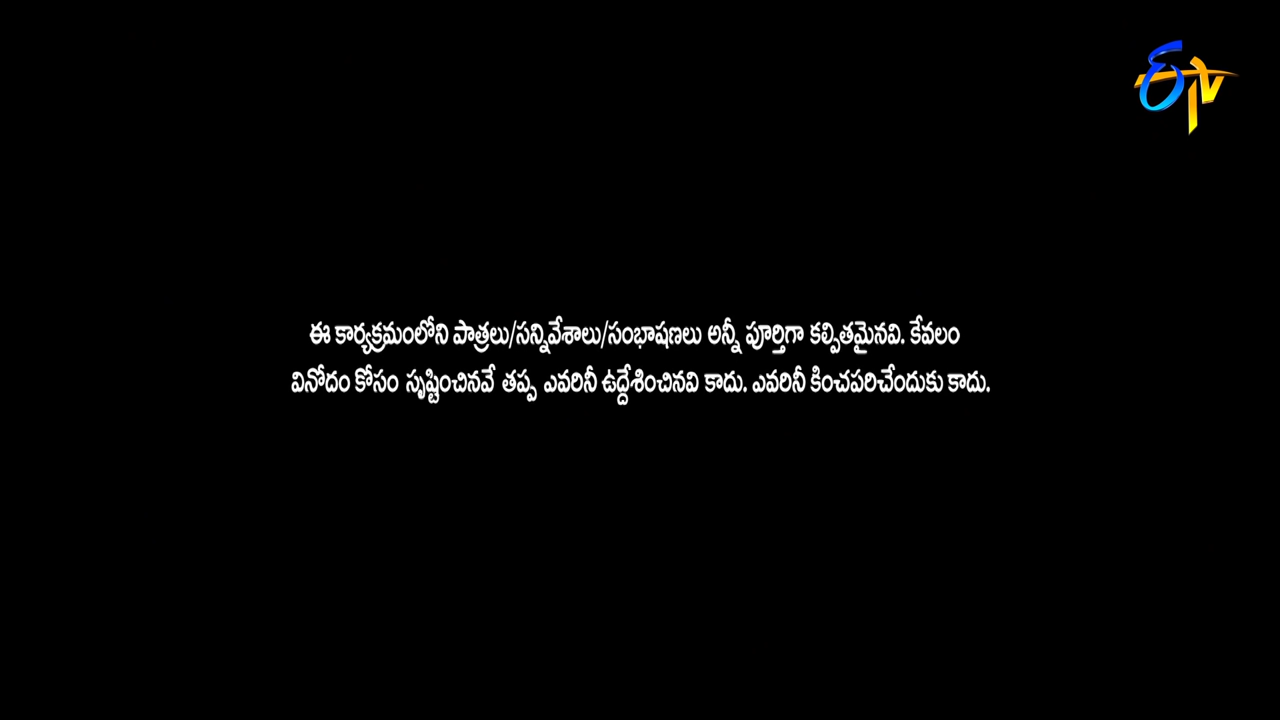 ఈ టీవీ
ఈ కార్యక్రమంలోని పాత్రలు/సన్నివేశాలు/సంభాషణలు అన్నీ పూర్తిగా కల్పితమైనవి. కేవలం
వినోదం కోసం సృష్టించినవే తప్ప ఎవరినీ ఉద్దేశించినవి కాదు. ఎవరినీ కించపరిచేందుకు కాదు.